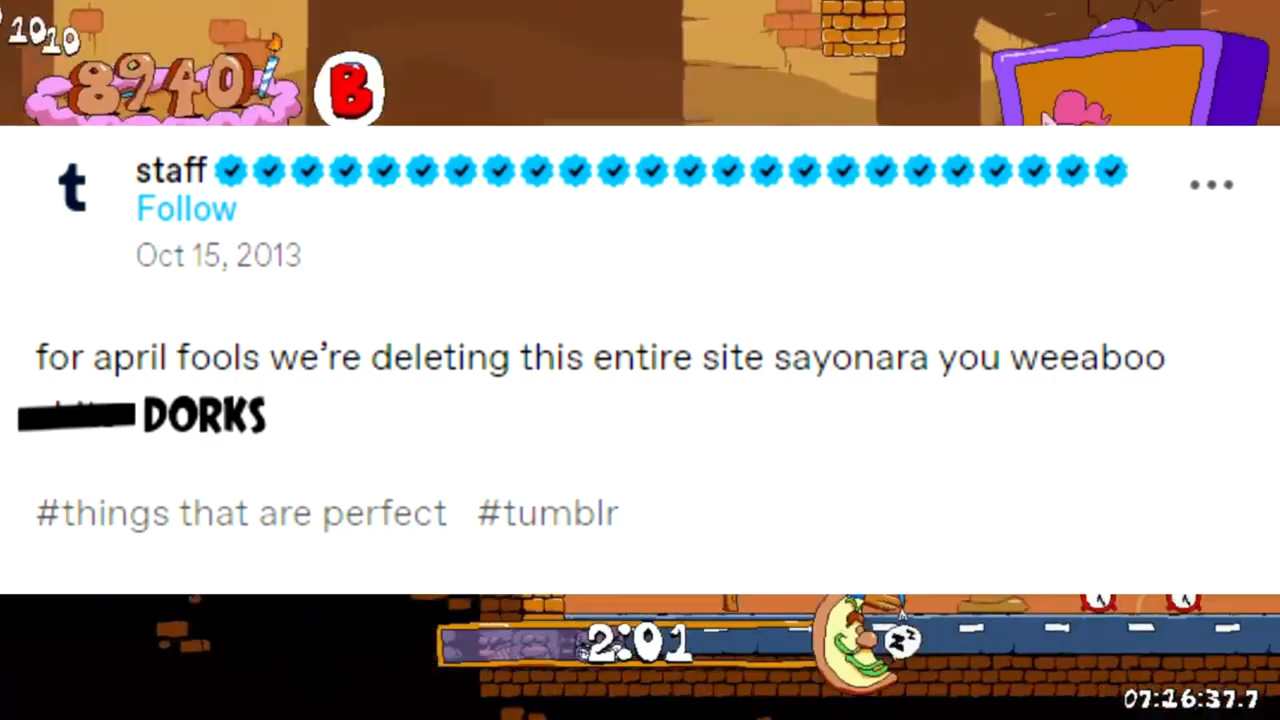 1010
8940
B
t staff
Follow
Oct 15, 2013
for april fools we're deleting this entire site sayonara you weeaboo
DORKS
#things that are perfect #tumblr
2:01
zzz
07:26:37.7